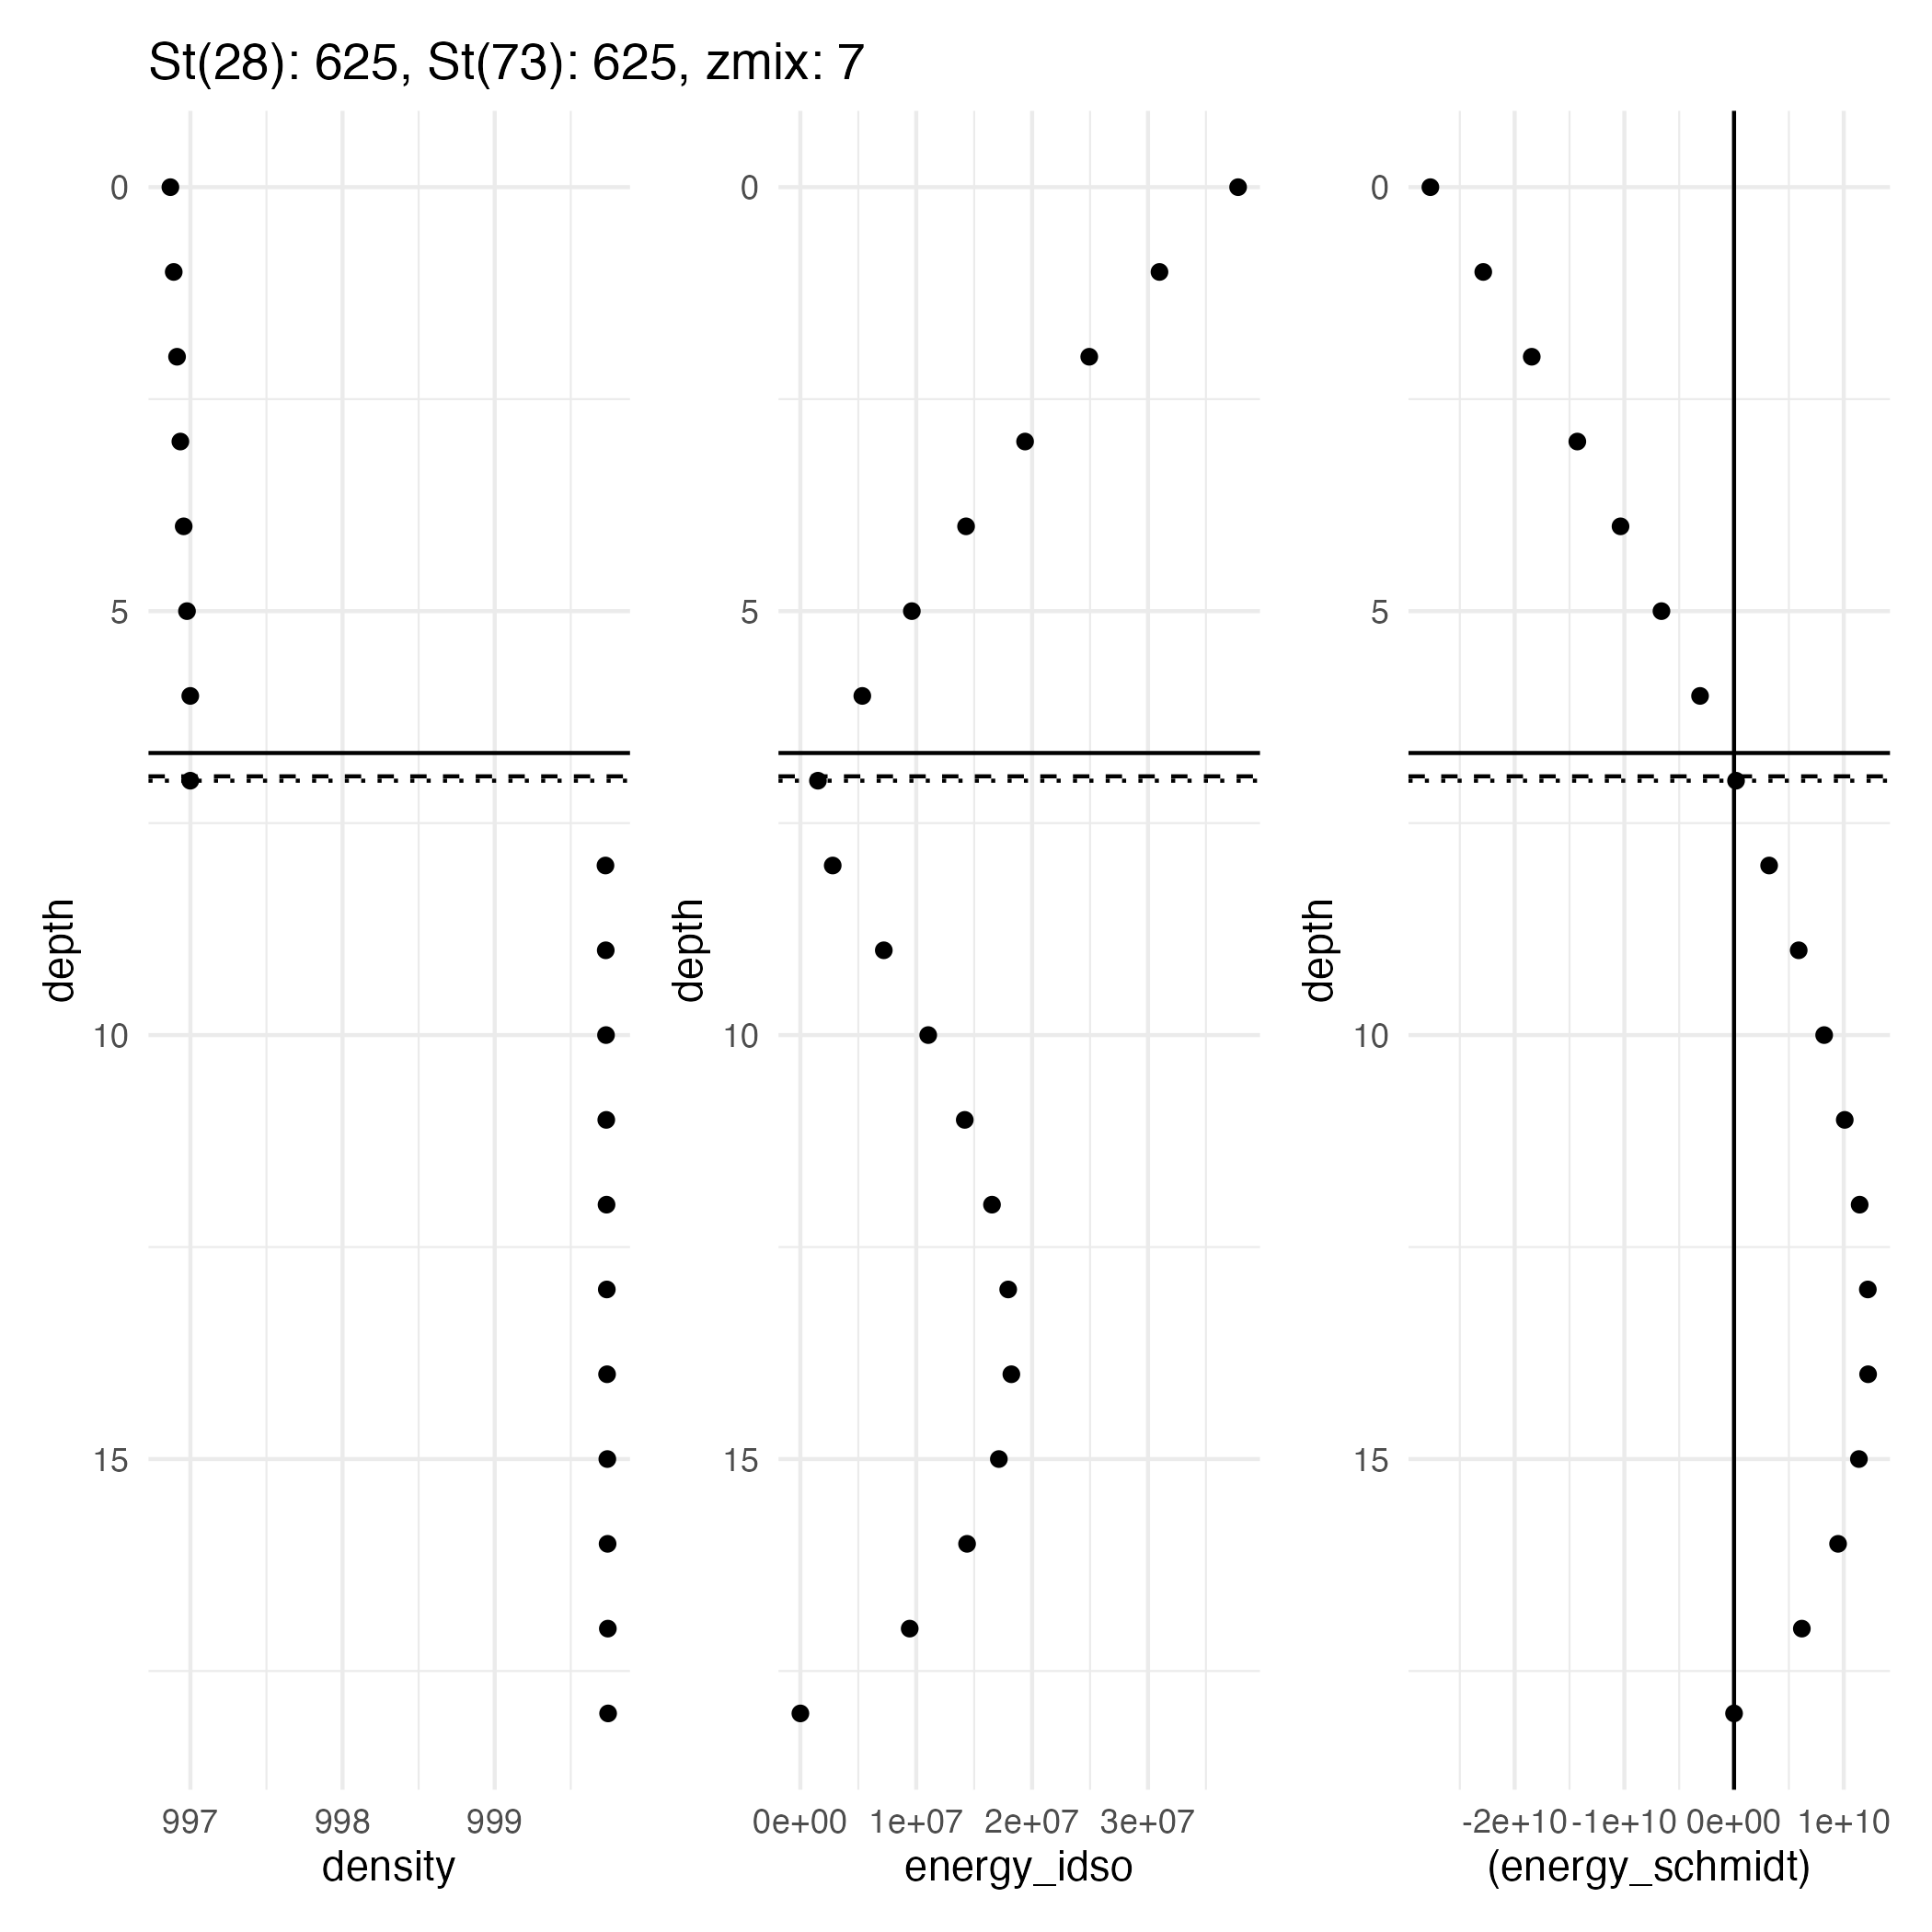 St(28): 625, St(73): 625, zmix: 7
0
5
10
15
depth
997 998 999
density
0
5
10
15
depth
0e+00 1e+07 2e+07 3e+07
energy_idso
0
5
10
15
depth
-2e+10 -1e+10 0e+00 1e+10
(energy_schmidt)